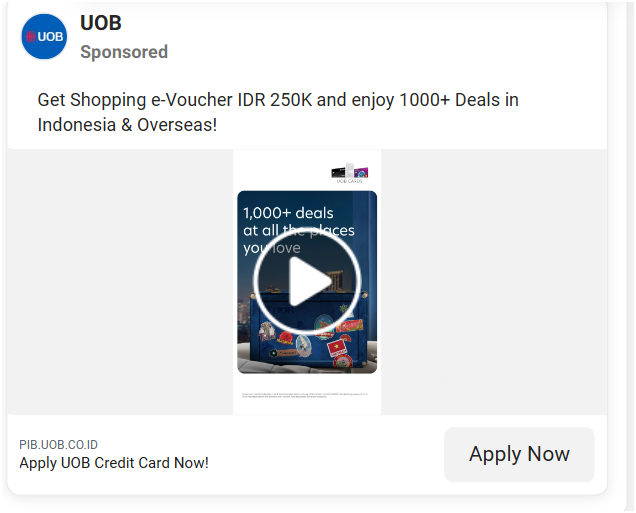 UOB
UOB
Sponsored
Get Shopping e-Voucher IDR 250K and enjoy 1000+ Deals in
Indonesia & Overseas!
UOB CARDS
1,000+ deals
at all the places
you love
PIB.UOB.CO.ID
Apply UOB Credit Card Now!
Apply Now